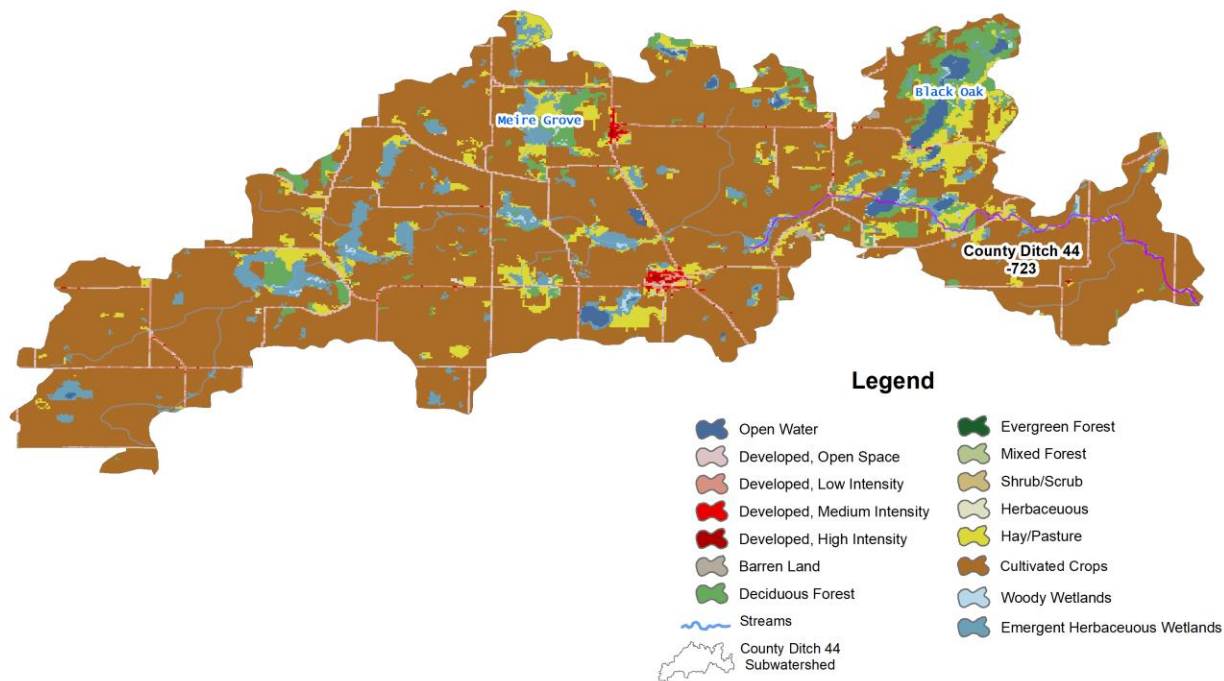 Meire Grove
Black Oak
County Ditch 44
-723
Legend
Open Water
Developed, Open Space
Developed, Low Intensity
Developed, Medium Intensity
Developed, High Intensity
Barren Land
Deciduous Forest
Streams
County Ditch 44
Subwatershed
Evergreen Forest
Mixed Forest
Shrub/Scrub
Herbaceuous
Hay/Pasture
Cultivated Crops
Woody Wetlands
Emergent Herbaceuous Wetlands